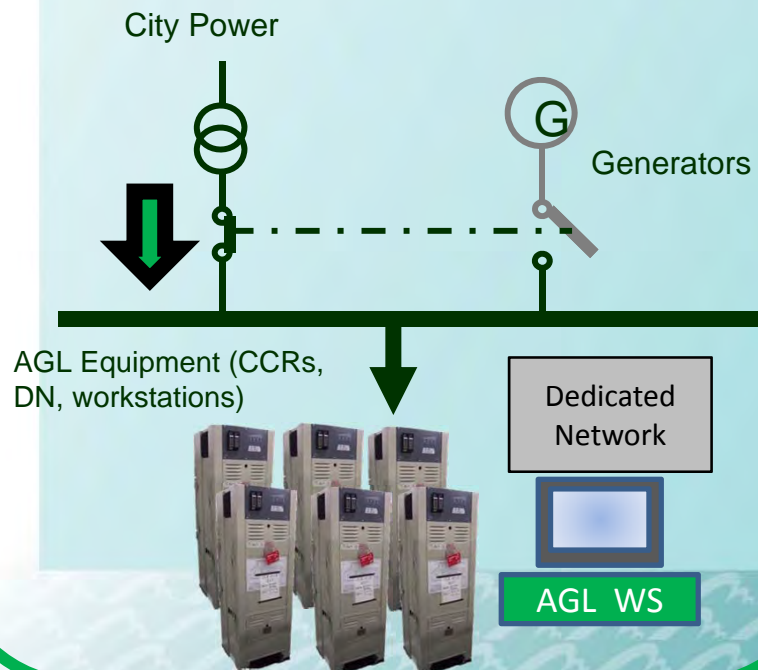 City Power
G
Generators
AGL Equipment (CCRs,
DN, workstations)
Dedicated
Network
AGL WS